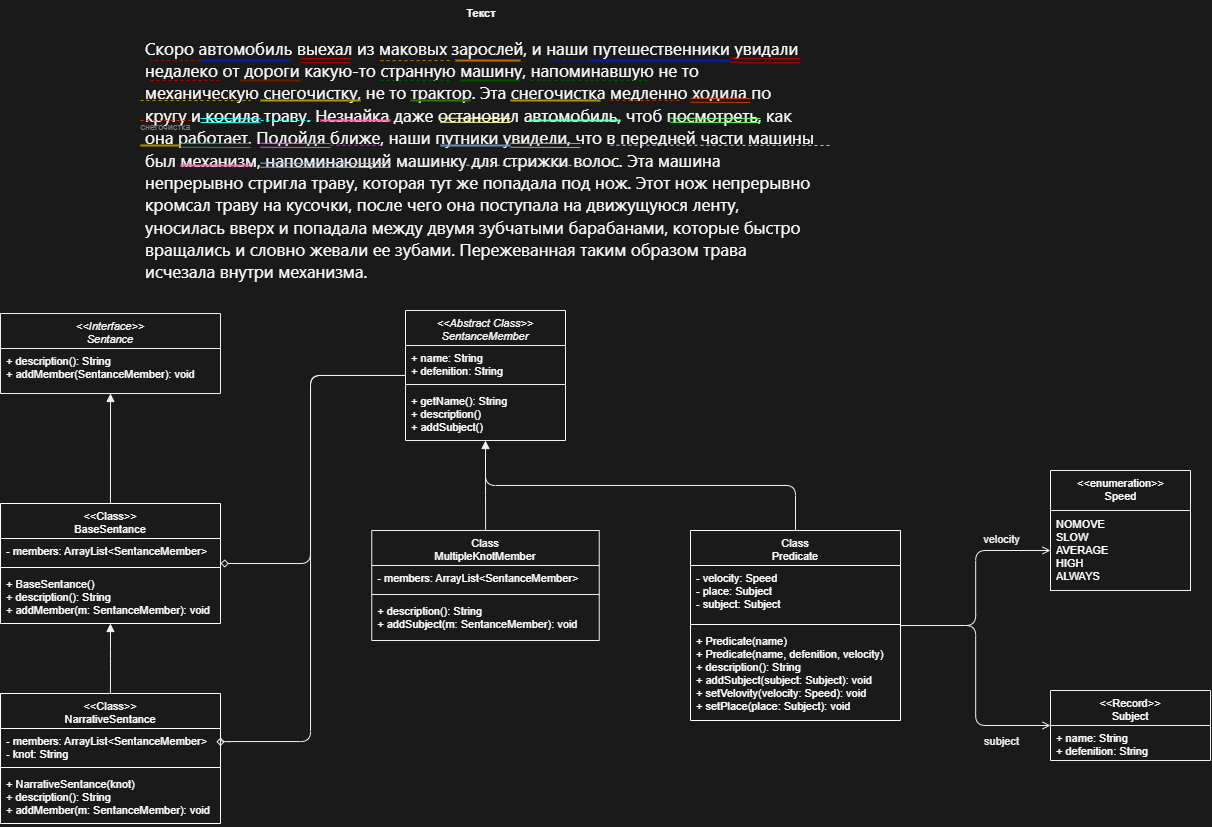 Текст
Скоро автомобиль выехал из маковых зарослей, и наши путешественники увидали
недалеко от дороги какую-то странную машину, напоминавшую не то
механическую снегочистку, не то трактор. Эта снегочистка медленно ходила по
кругу и косила траву. Незнайка даже остановил автомобиль, чтоб посмотреть, как
снегочистка
она работает. Подойдя ближе, наши путники увидели, что в передней части машины
был механизм, напоминающий машинку для стрижки волос. Эта машина
непрерывно стригла траву, которая тут же попадала под нож. Этот нож непрерывно
кромсал траву на кусочки, после чего она поступала на движущуюся ленту,
уносилась вверх и попадала между двумя зубчатыми барабанами, которые быстро
вращались и словно жевали ее зубами. Пережеванная таким образом трава
исчезала внутри механизма.
<<Interface>>
Sentance
+ description(): String
+ addMember(SentanceMember): void
<<Abstract Class>>
SentanceMember
+ name: String
+ defenition: String
+ getName(): String
+ description()
+ addSubject()
<<Class>>
BaseSentance
- members: ArrayList<SentanceMember>
+ BaseSentance()
+ description(): String
+ addMember(m: SentanceMember): void
Class
MultipleKnotMember
- members: ArrayList<SentanceMember>
+ description(): String
+ addSubject(m: SentanceMember): void
Class
Predicate
- velocity: Speed
- place: Subject
- subject: Subject
+ Predicate(name)
+ Predicate(name, defenition, velocity)
+ description(): String
+ addSubject(subject: Subject): void
+ setVelovity(velocity: Speed): void
+ setPlace(place: Subject): void
velocity
<<enumeration>>
Speed
NOMOVE
SLOW
AVERAGE
HIGH
ALWAYS
<<Class>>
NarrativeSentance
- members: ArrayList<SentanceMember>
- knot: String
+ NarrativeSentance(knot)
+ description(): String
+ addMember(m: SentanceMember): void
subject
<<Record>>
Subject
+ name: String
+ defenition: String